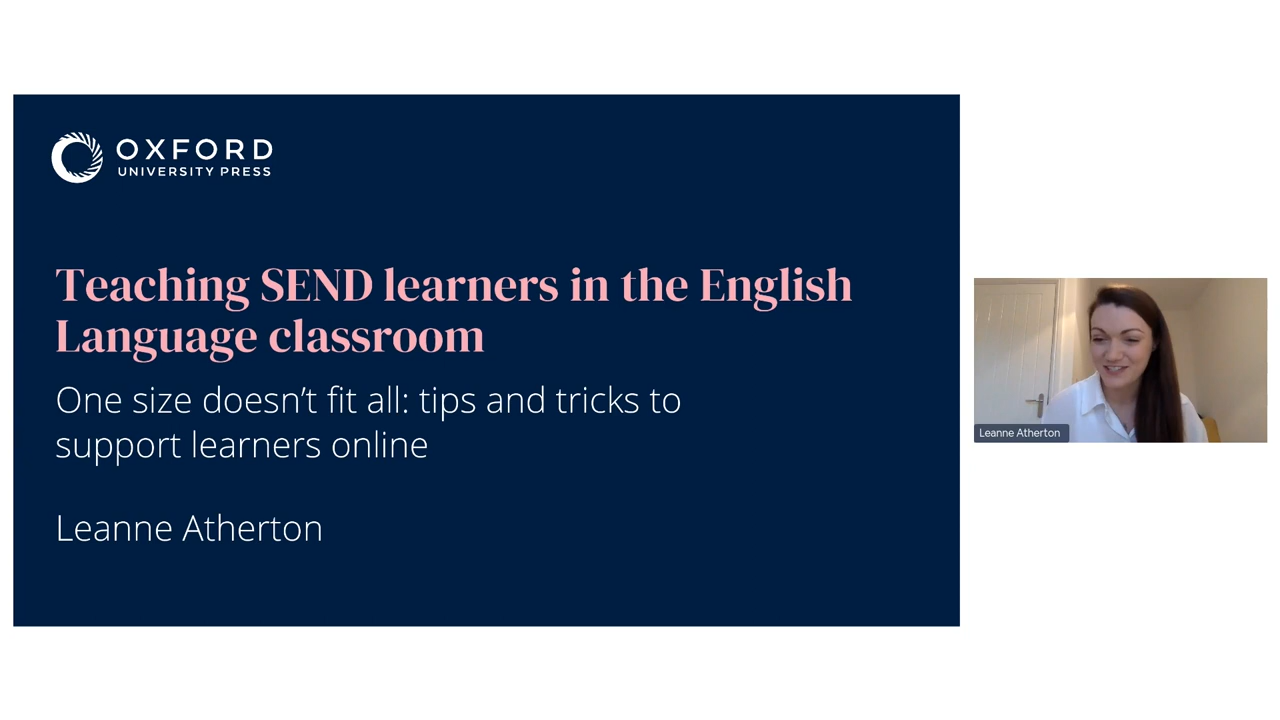 OXFORD
UNIVERSITY PRESS
Teaching SEND learners in the English
Language classroom
One size doesn’t fit all: tips and tricks to
support learners online
Leanne Atherton
Leanne Atherton